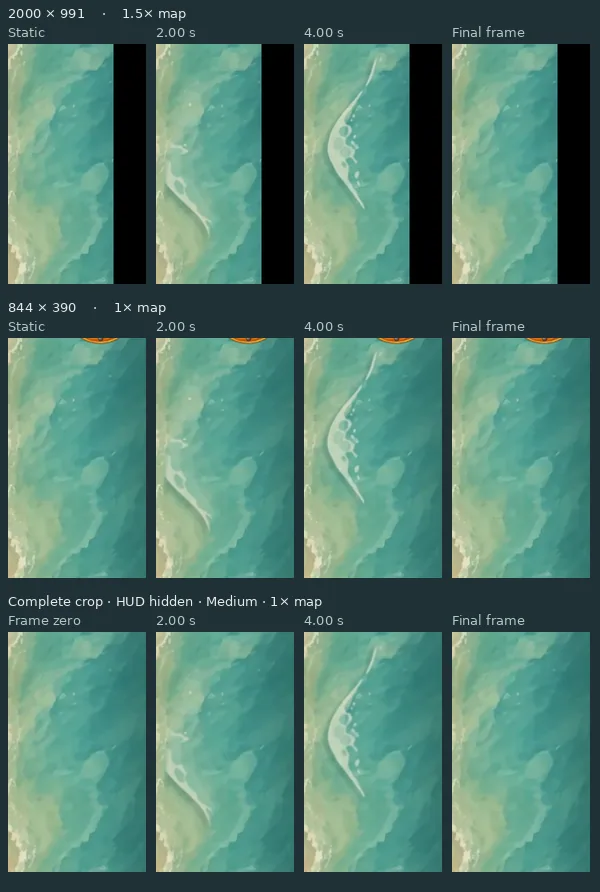 2000 × 991 · 1.5× map
Static 2.00 s 4.00 s Final frame
844 × 390 · 1× map
Static 2.00 s 4.00 s Final frame
Complete crop · HUD hidden · Medium · 1× map
Frame zero 2.00 s 4.00 s Final frame